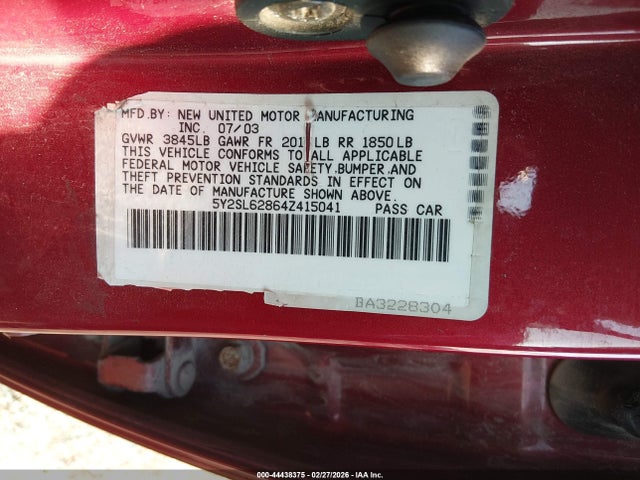 MFD.BY: NEW UNITED MOTOR MANUFACTURING
INC. 07/03
GVWR 3845LB GAWR FR LB RR 1850LB
THIS VEHICLE CONFORMS TO ALL APPLICABLE
FEDERAL MOTOR VEHICLE SAFETY,BUMPER,AND
THEFT PREVENTION STANDARDS IN EFFECT ON
THE DATE OF MANUFACTURE SHOWN ABOVE.
5Y2SL62864Z415041 PASS CAR
BA3228304
000-44438375 - 02/27/2026 - IAA Inc.